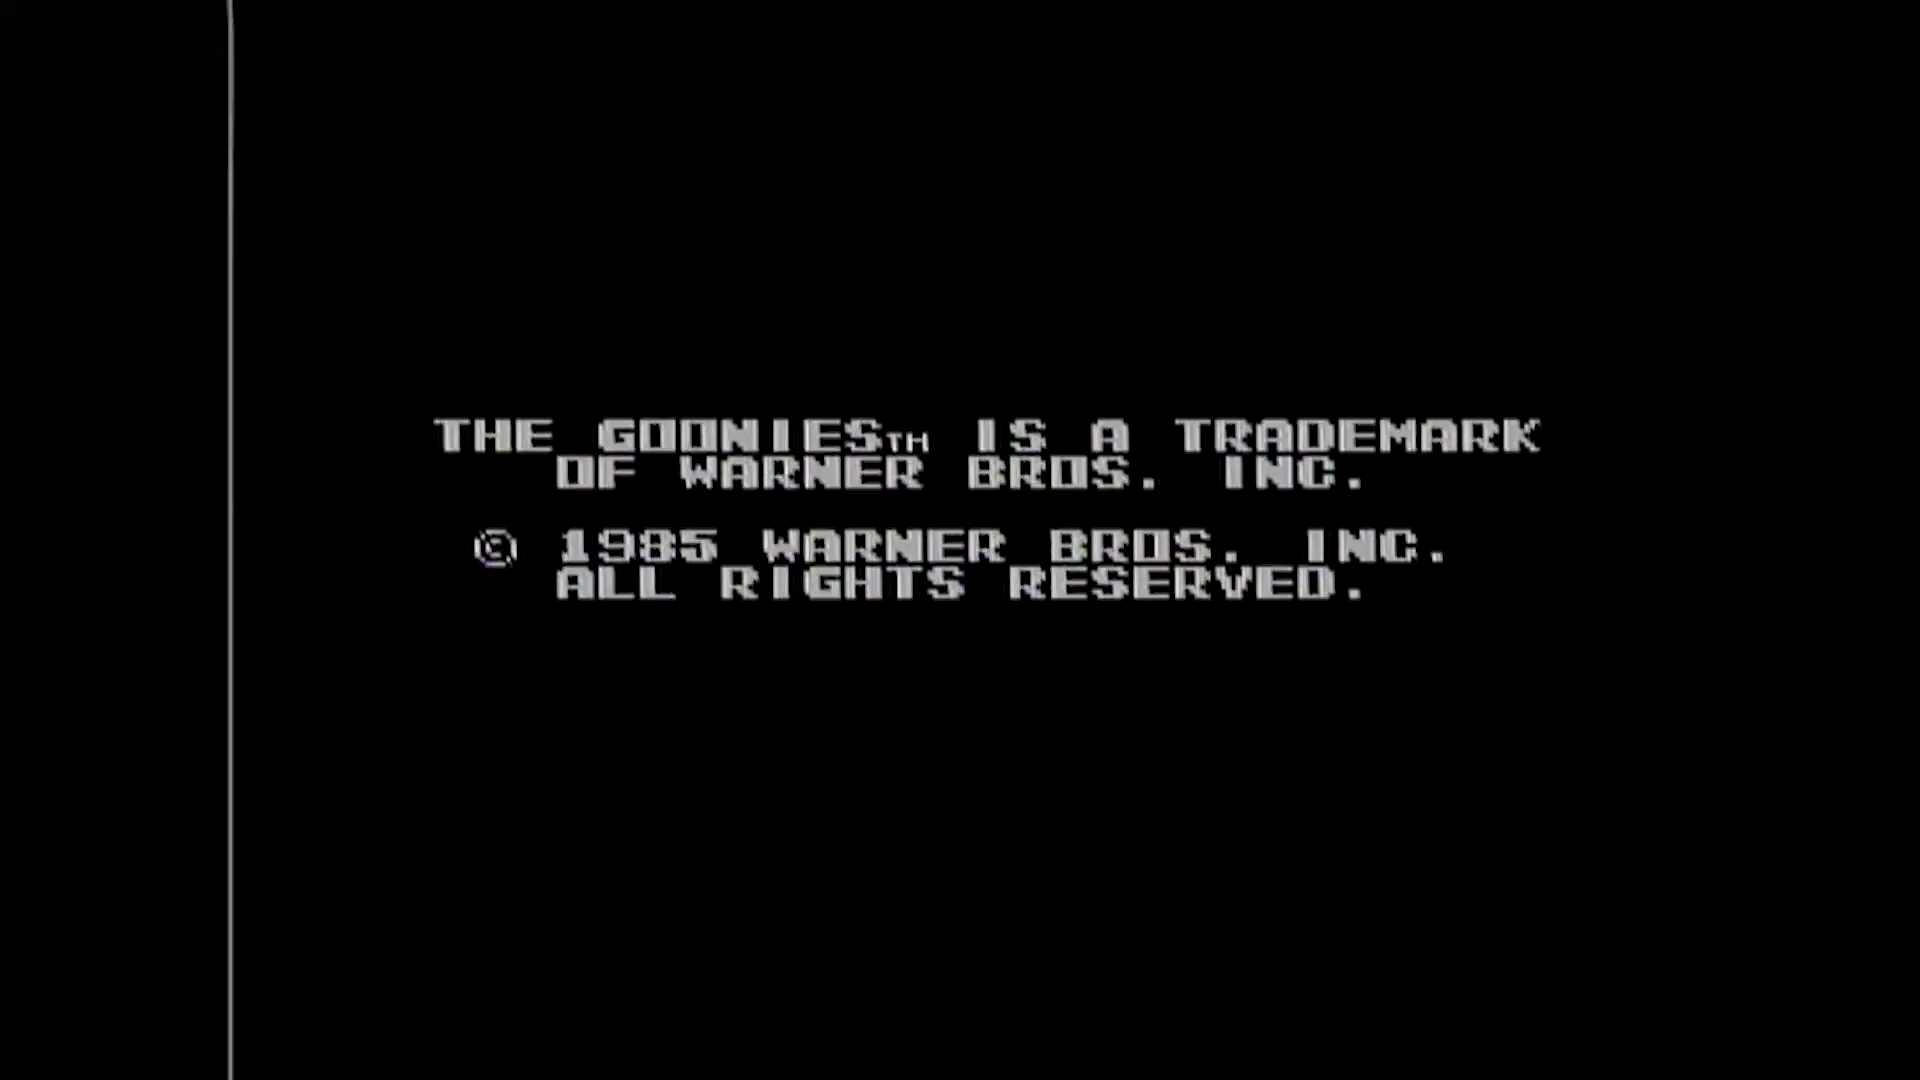 THE GOONIES™ IS A TRADEMARK
OF WARNER BROS. INC.
© 1985 WARNER BROS. INC.
ALL RIGHTS RESERVED.